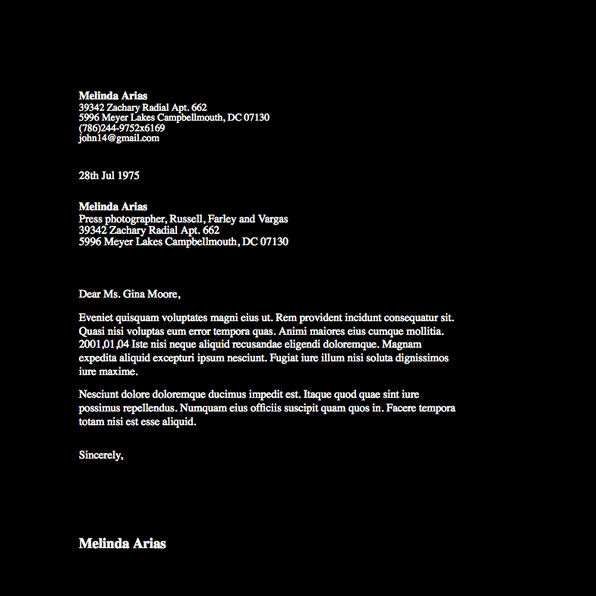 Melinda Arias
39342 Zachary Radial Apt. 662
5996 Meyer Lakes Campbellmouth, DC 07130
(786)244-9752x6169
john14@gmail.com
28th Jul 1975
Melinda Arias
Press photographer, Russell, Farley and Vargas
39342 Zachary Radial Apt. 662
5996 Meyer Lakes Campbellmouth, DC 07130
Dear Ms. Gina Moore,
Eveniet quisquam voluptates magni eius ut. Rem provident incidunt consequatur sit.
Quasi nisi voluptas eum error tempora quas. Animi maiores eius cumque mollitia.
2001,01,04 Iste nisi neque aliquid recusandae eligendi doloremque. Magnam
expedita aliquid excepturi ipsum nesciunt. Fugiat iure illum nisi soluta dignissimos
iure maxime.
Nesciunt dolore doloremque ducimus impedit est. Itaque quod quae sint iure
possimus repellendus. Numquam eius officiis suscipit quam quos in. Facere tempora
totam nisi est esse aliquid.
Sincerely,
Melinda Arias